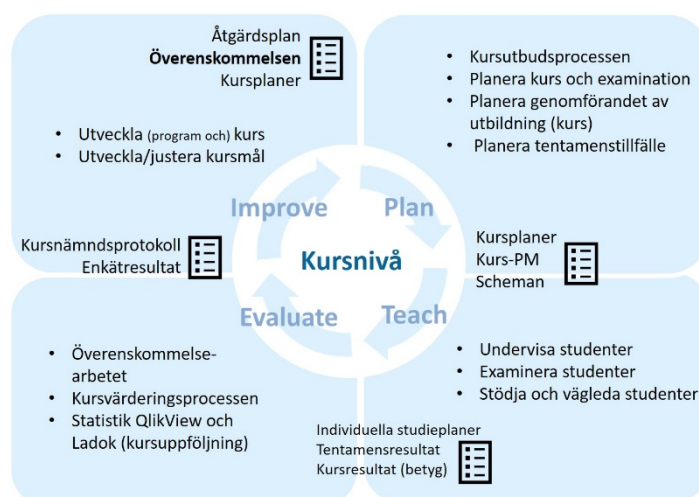 Åtgärdsplan
Överenskommelsen
Kursplaner
• Utveckla (program och) kurs
• Utveckla/justera kursmål
• Kursutbudsprocessen
• Planera kurs och examination
• Planera genomförandet av
utbildning (kurs)
• Planera tentamenstillfälle
Improve
Plan
Kursnämndsprotokoll
Enkätresultat
Kursnivå
Kursplaner
Kurs-PM
Scheman
Evaluate
Teach
• Överenskommelse-
arbetet
• Kursvärderingsprocessen
• Statistik QlikView och
Ladok (kursuppföljning)
• Undervisa studenter
• Examinera studenter
• Stödja och vägleda studenter
Individuella studieplaner
Tentamensresultat
Kursresultat (betyg)